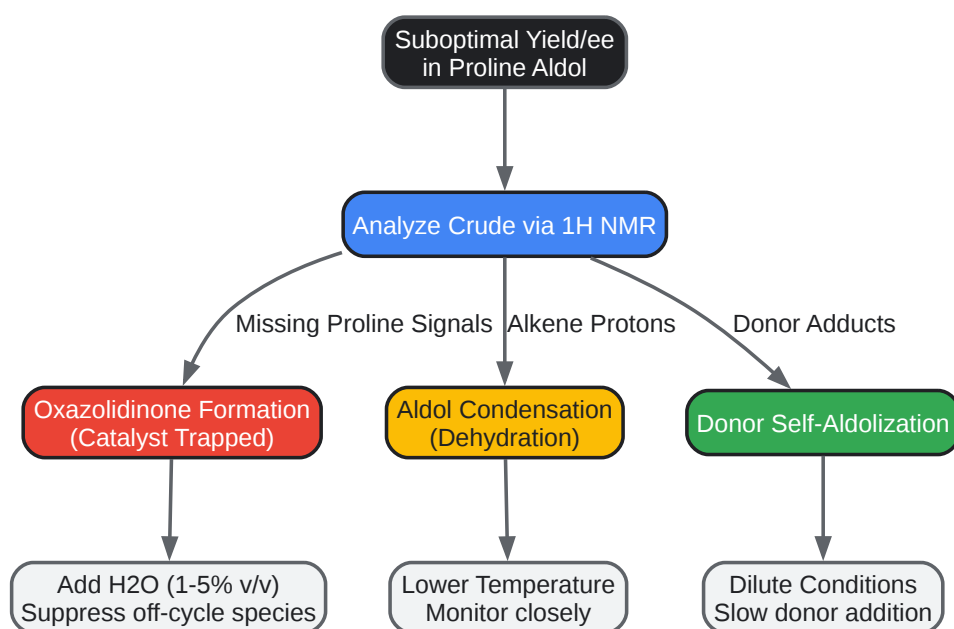 Suboptimal Yield/ee
in Proline Aldol
Analyze Crude via 1H NMR
Missing Proline Signals
Alkene Protons
Donor Adducts
Oxazolidinone Formation
(Catalyst Trapped)
Aldol Condensation
(Dehydration)
Donor Self-Aldolization
Add H2O (1-5% v/v)
Suppress off-cycle species
Lower Temperature
Monitor closely
Dilute Conditions
Slow donor addition